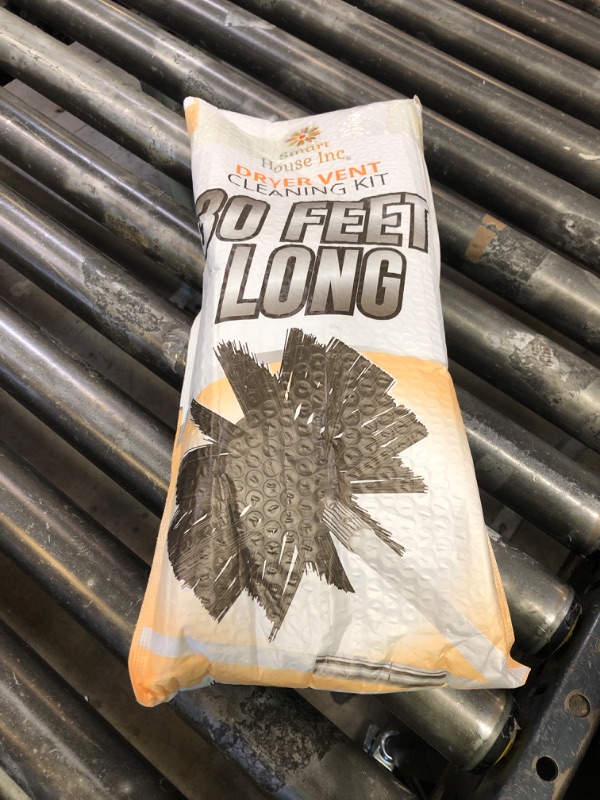 Smart
House Inc.
DRYER VENT
CLEANING KIT
30 FEET
LONG